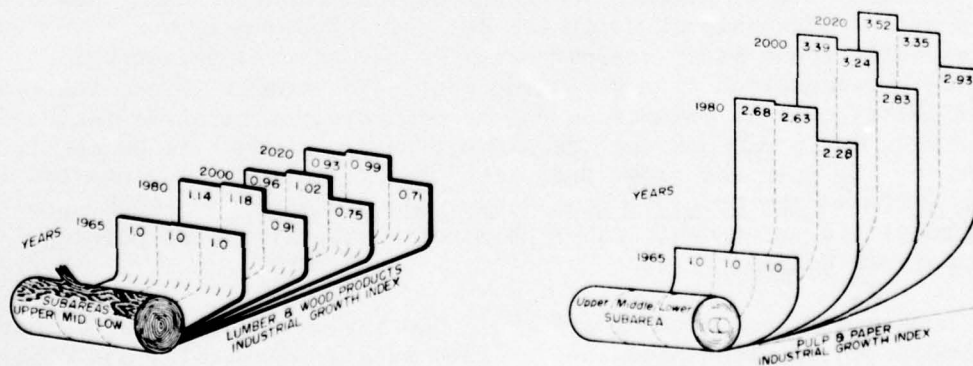 2020 0.93 0.99 0.71
2000 0.96 1.02 0.75
1980 1.14 1.18 0.91
YEARS 1965 1.0 1.0 1.0
SUBAREAS
UPPER MID LOW
LUMBER & WOOD PRODUCTS
INDUSTRIAL GROWTH INDEX
2020 3.52 3.35 2.93
2000 3.39 3.24 2.83
1980 2.68 2.63 2.28
YEARS
1965 1.0 1.0 1.0
Upper/Middle/Lower
SUBAREA
PULP & PAPER
INDUSTRIAL GROWTH INDEX